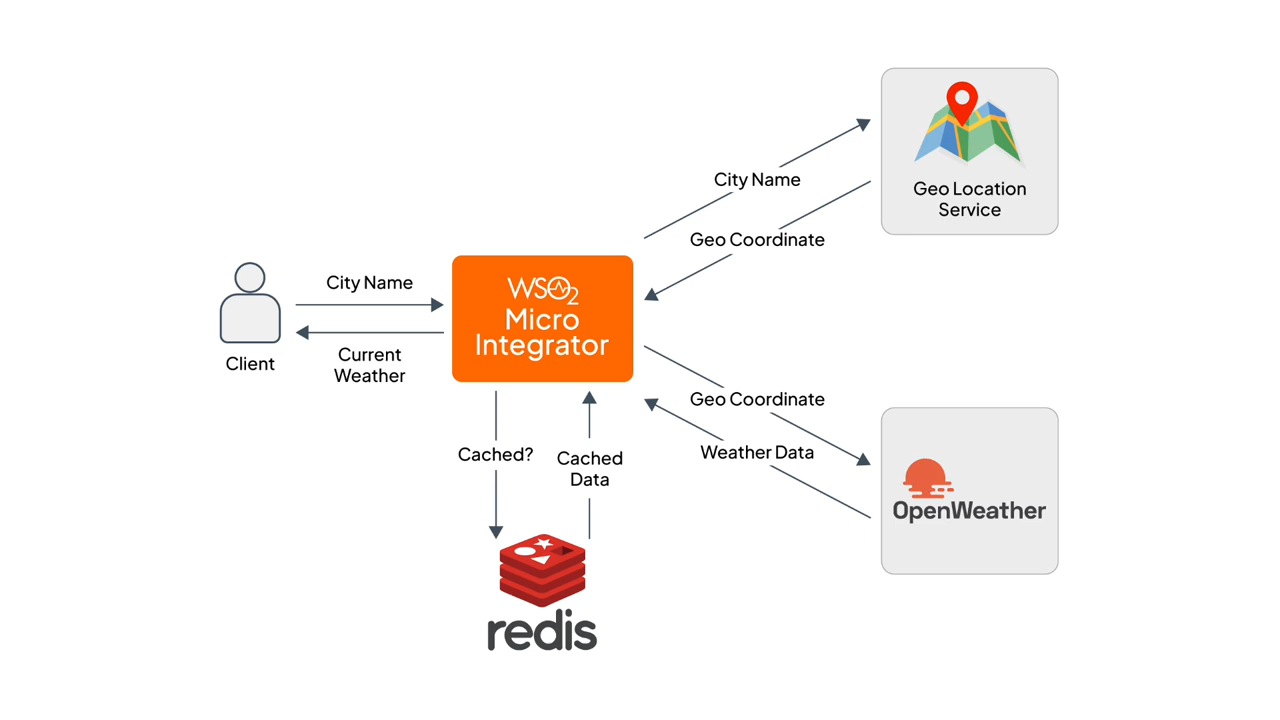 City Name
Geo Location
Service
Geo Coordinate
WSO2
Micro
Integrator
City Name
Current
Weather
Client
Geo Coordinate
Weather Data
Cached?
Cached
Data
OpenWeather
redis